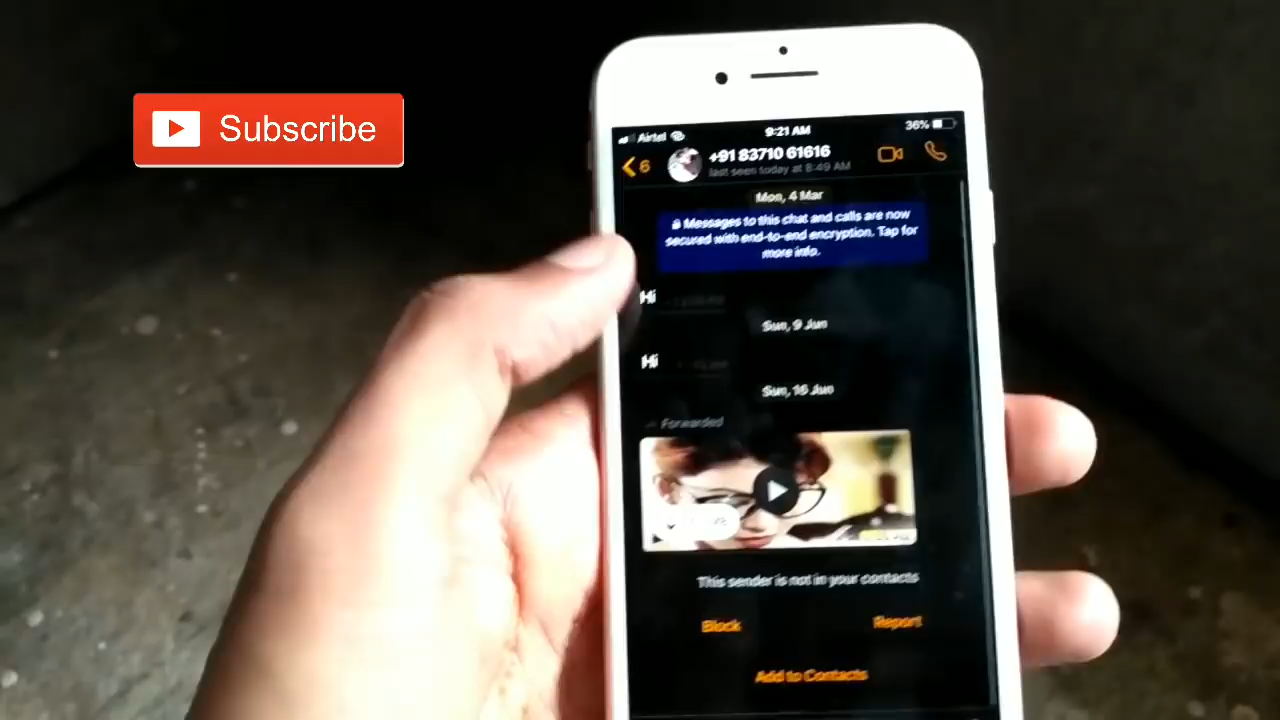 Subscribe
Airtel
9:21 AM
36%
6
+91 83710 61616
last seen today at 8:49 AM
Mon, 4 Mar
Messages to this chat and calls are now
secured with end-to-end encryption. Tap for
more info.
Hi
Sun, 9 Jun
Hi
Sun, 16 Jun
Forwarded
This sender is not in your contacts
Block
Report
Add to Contacts